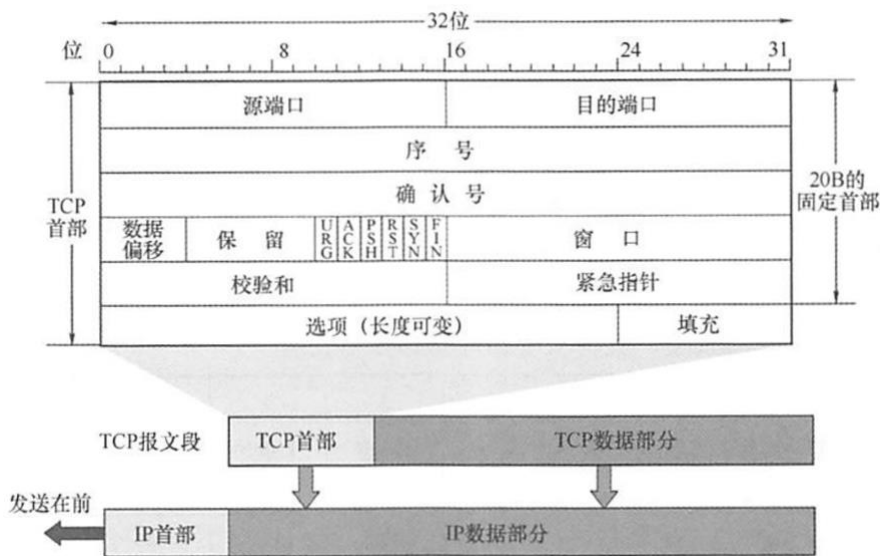 32位
位 0 8 16 24 31
源端口 目的端口
序 号
确 认 号
TCP
首部
20B的
固定首部
数据
偏移
保 留
URG
ACK
PSH
RST
SYN
FIN
窗 口
校验和 紧急指针
选项（长度可变） 填充
TCP报文段 TCP首部 TCP数据部分
发送在前
IP首部 IP数据部分